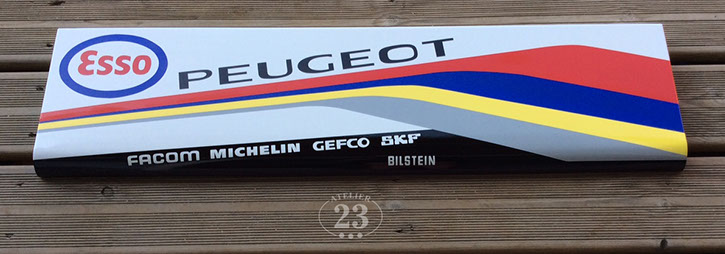 Esso
PEUGEOT
FACOM MICHELIN GEFCO SKF
BILSTEIN
ATELIER
23